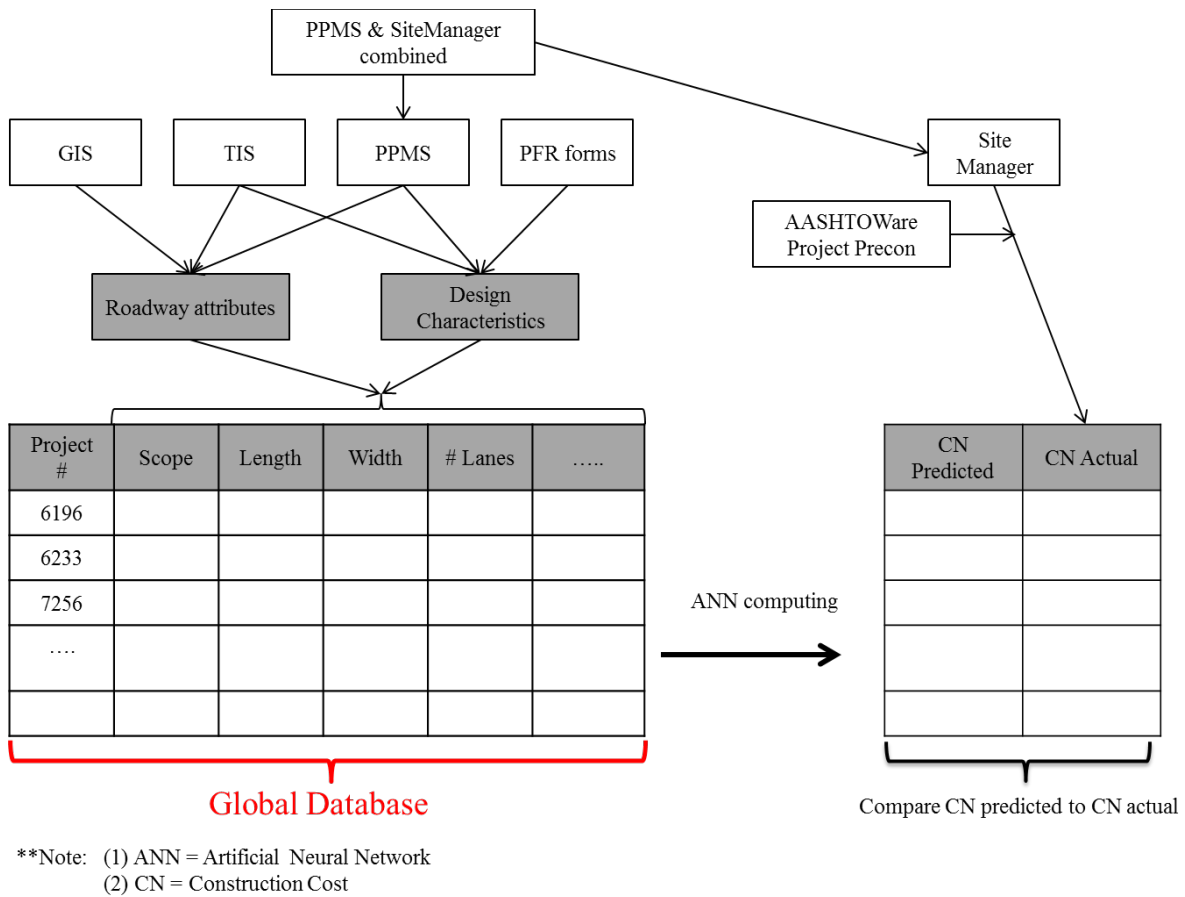 PPMS & SiteManager
combined
GIS
TIS
PPMS
PFR forms
Site
Manager
AASHTOWare
Project Precon
Roadway attributes
Design
Characteristics
Project
#
Scope
Length
Width
# Lanes
.....
CN
Predicted
CN Actual
6196
6233
7256
....
ANN computing
Global Database
Compare CN predicted to CN actual
**Note: (1) ANN = Artificial Neural Network
(2) CN = Construction Cost